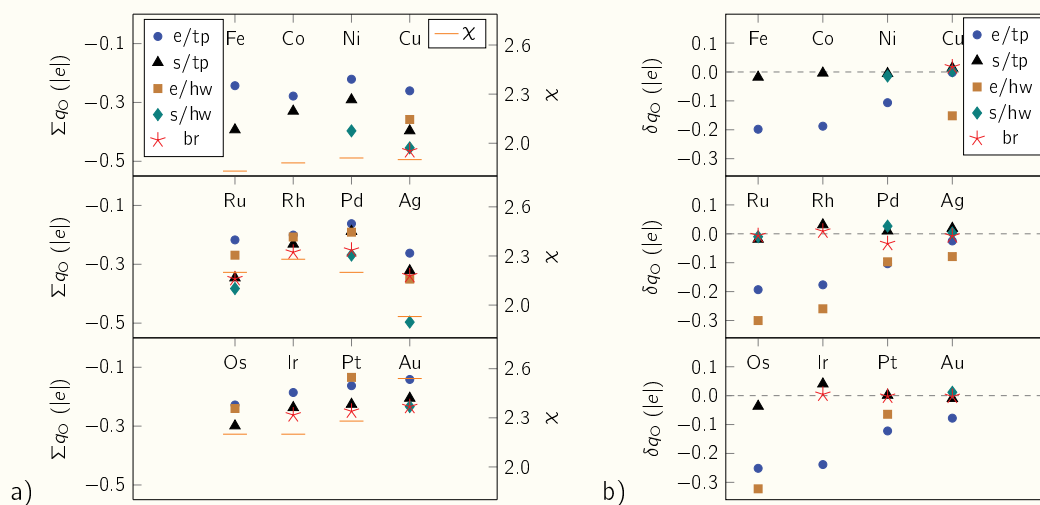 e/tp
s/tp
e/hw
s/hw
br
Fe Co Ni Cu
χ
−0.1
−0.3
−0.5
Σq_O (|e|)
2.6
2.3
2.0
χ
Ru Rh Pd Ag
−0.1
−0.3
−0.5
Σq_O (|e|)
2.6
2.3
2.0
χ
Os Ir Pt Au
−0.1
−0.3
−0.5
Σq_O (|e|)
2.6
2.3
2.0
χ
a)
Fe Co Ni Cu
e/tp
s/tp
e/hw
s/hw
br
0.1
0.0
−0.1
−0.2
−0.3
δq_O (|e|)
Ru Rh Pd Ag
0.1
0.0
−0.1
−0.2
−0.3
δq_O (|e|)
Os Ir Pt Au
0.1
0.0
−0.1
−0.2
−0.3
δq_O (|e|)
b)